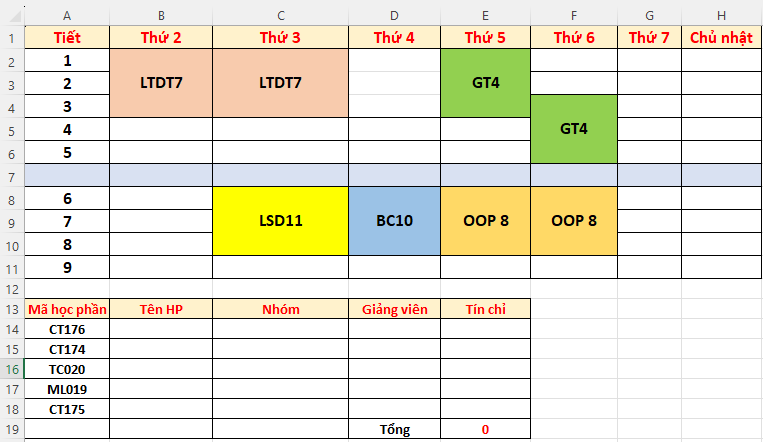 A B C D E F G H
1 Tiết Thứ 2 Thứ 3 Thứ 4 Thứ 5 Thứ 6 Thứ 7 Chủ nhật
2 1
3 2 LTDT7 LTDT7 GT4
4 3
5 4 GT4
6 5
7
8 6
9 7 LSD11 BC10 OOP 8 OOP 8
10 8
11 9
12
13 Mã học phần Tên HP Nhóm Giảng viên Tín chỉ
14 CT176
15 CT174
16 TC020
17 ML019
18 CT175
19 Tổng 0